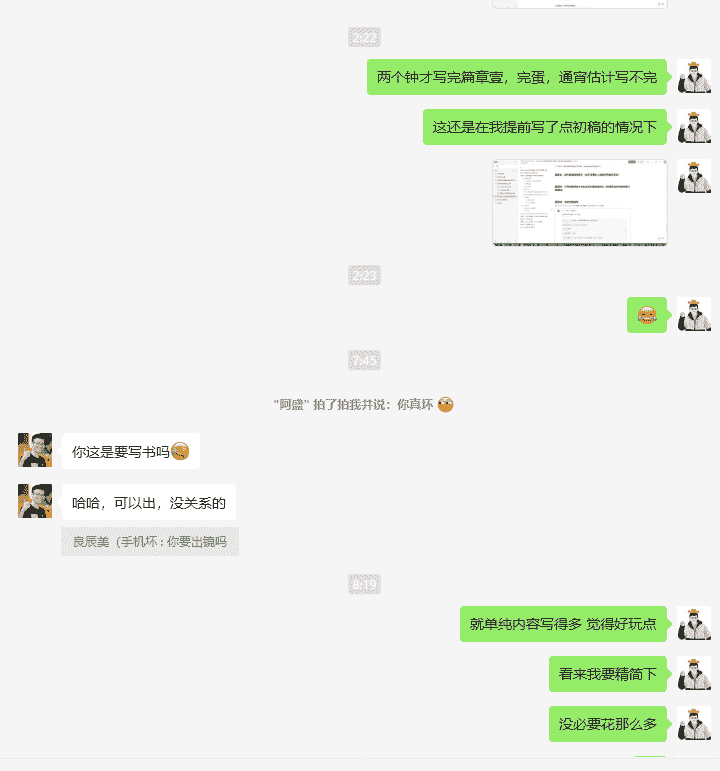 2:22
两个钟才写完篇章壹，完蛋，通宵估计写不完
这还是在我提前写了点初稿的情况下
2:23
7:45
"阿盛" 拍了拍我并说：你真坏
你这是要写书吗
哈哈，可以出，没关系的
良辰美（手机坏 : 你要出镜吗
8:19
就单纯内容写得多 觉得好玩点
看来我要精简下
没必要花那么多